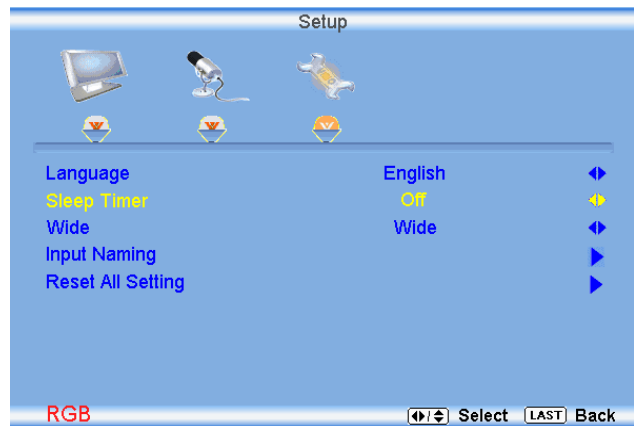 Setup
Language English
Sleep Timer Off
Wide Wide
Input Naming
Reset All Setting
RGB Select LAST Back